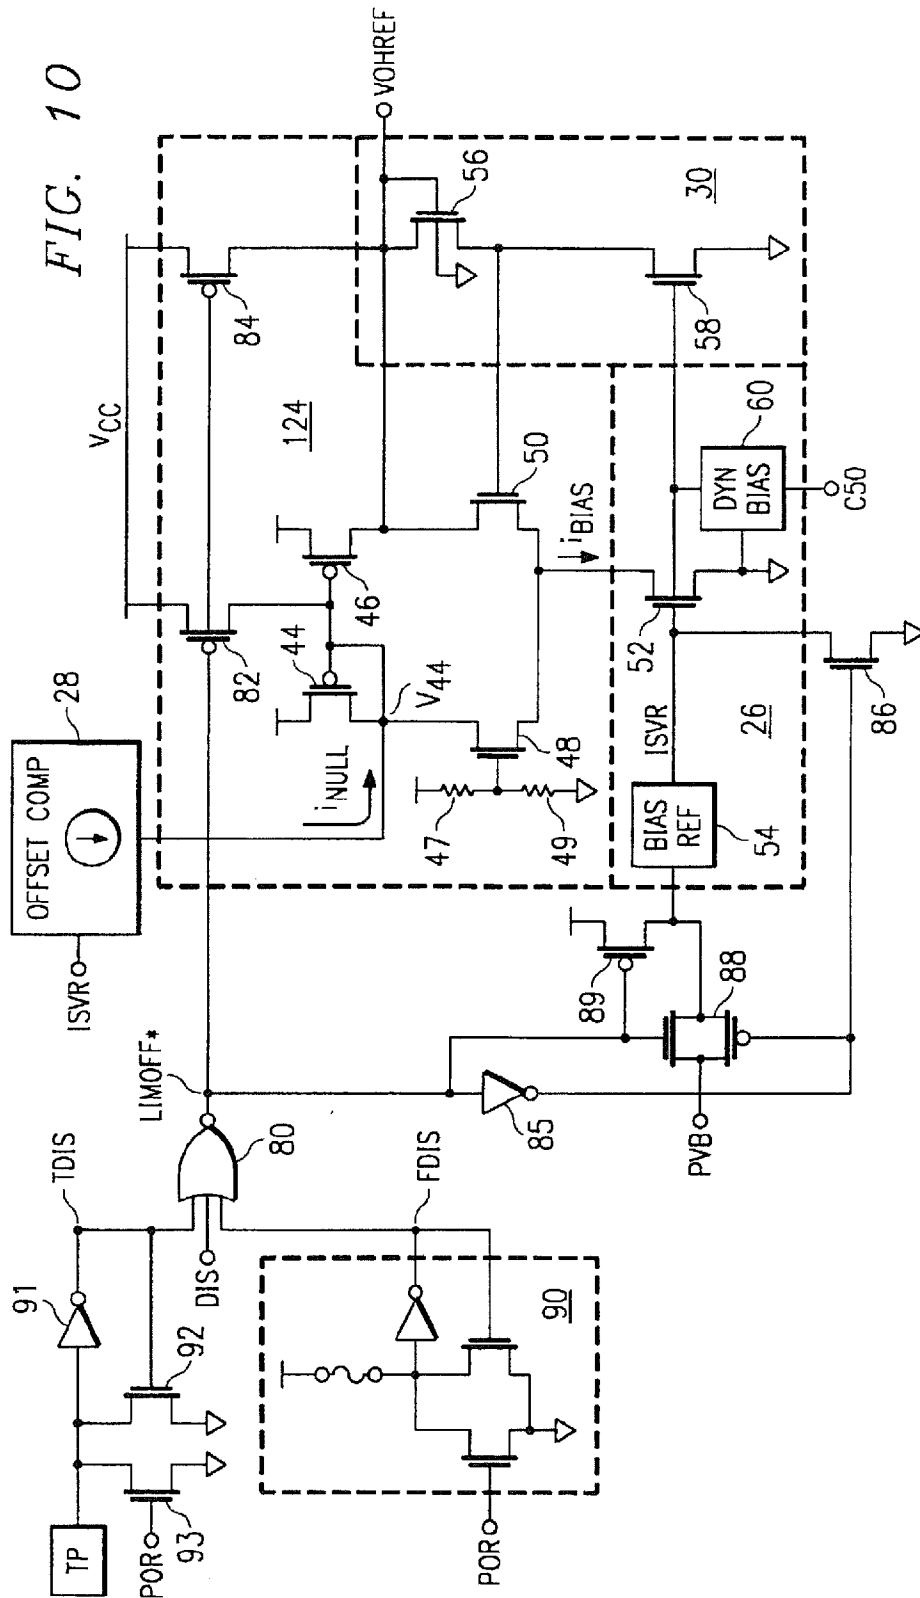 FIG. 10
VCC
84
VOHREF
56
30
58
124
82
46
44
V44
50
iBIAS
28
OFFSET COMP
iNULL
ISVR
48
47
49
60
DYN BIAS
C50
52
ISVR
26
BIAS REF
54
86
LIMOFF*
89
88
85
PVB
TDIS
80
FDIS
91
DIS
92
90
TP
POR
93
POR